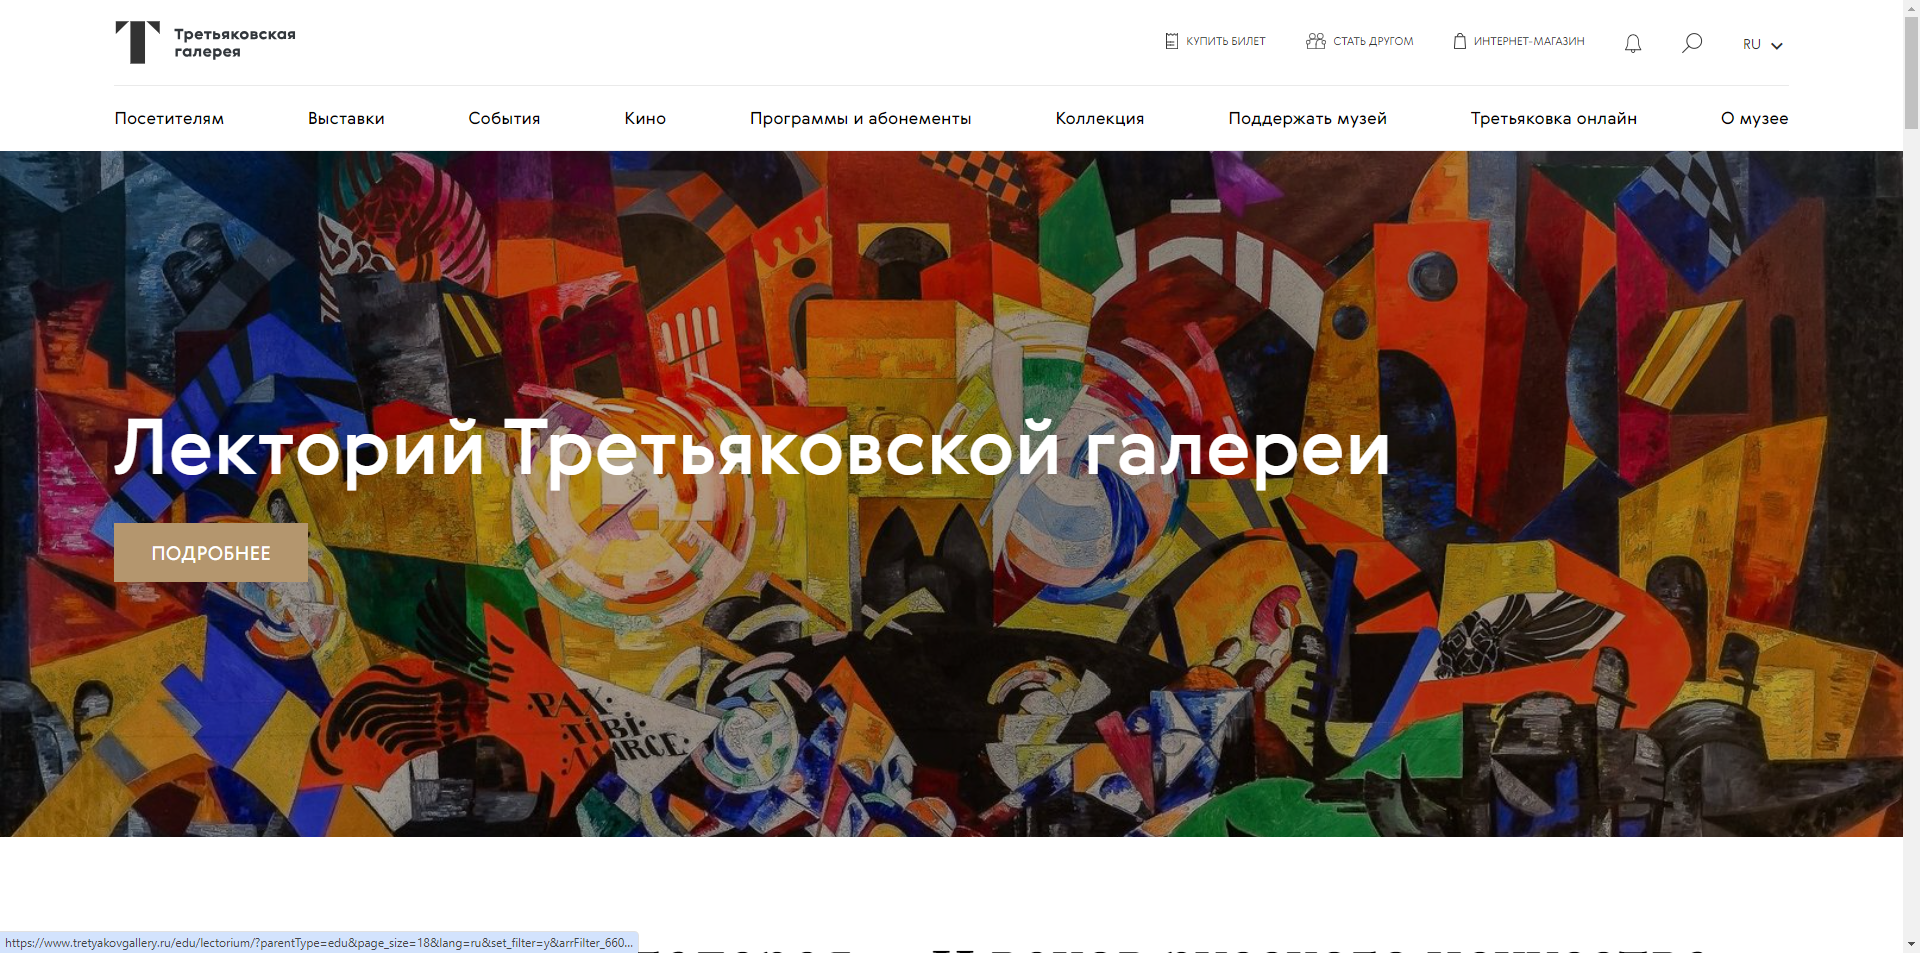 Третьяковская
галерея
КУПИТЬ БИЛЕТ
СТАТЬ ДРУГОМ
ИНТЕРНЕТ-МАГАЗИН
RU
Посетителям
Выставки
События
Кино
Программы и абонементы
Коллекция
Поддержать музей
Третьяковка онлайн
О музее
Лекторий Третьяковской галереи
ПОДРОБНЕЕ
PAX
TIBI
https://www.tretyakovgallery.ru/edu/lectorium/?parentType=edu&page_size=18&lang=ru&set_filter=y&arrFilter_660...